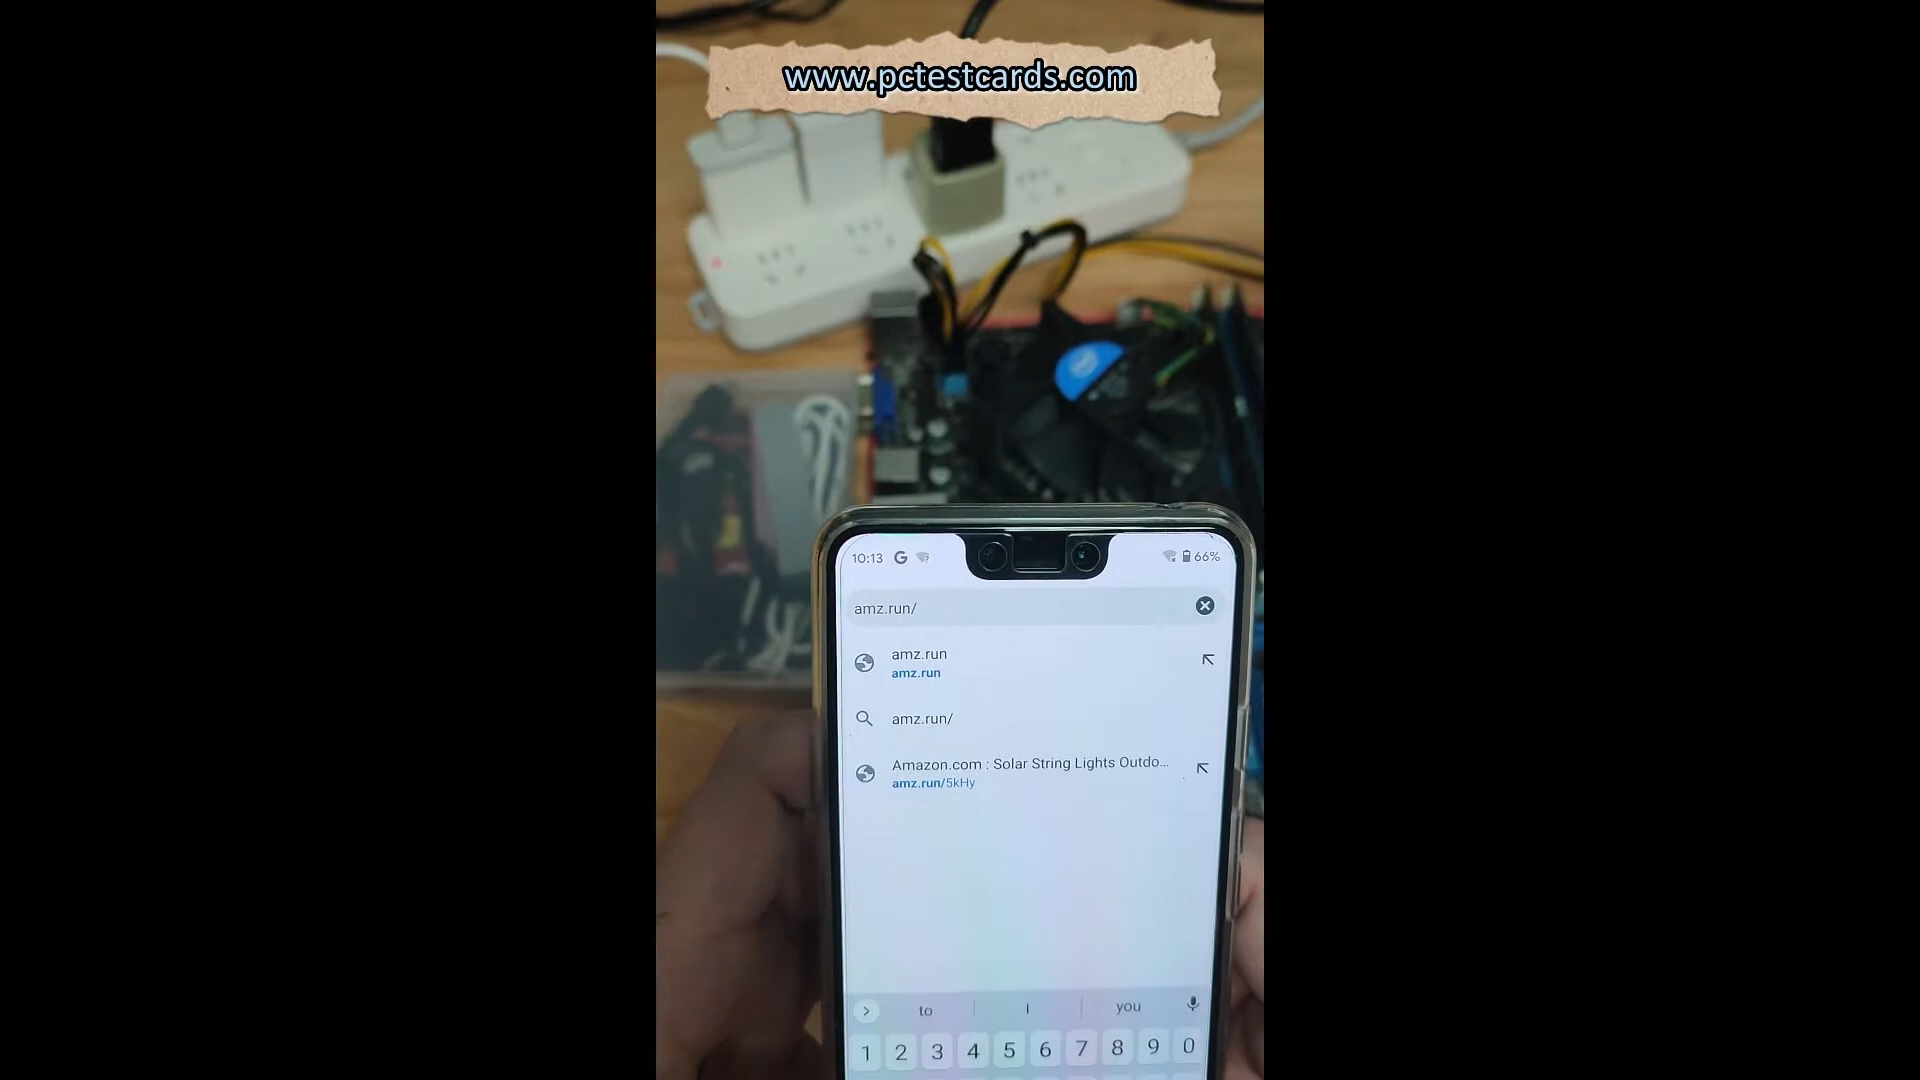 www.pctestcards.com
10:13
66%
amz.run/
amz.run
amz.run
amz.run/
Amazon.com : Solar String Lights Outdo...
amz.run/5kHy
to
I
you
1 2 3 4 5 6 7 8 9 0